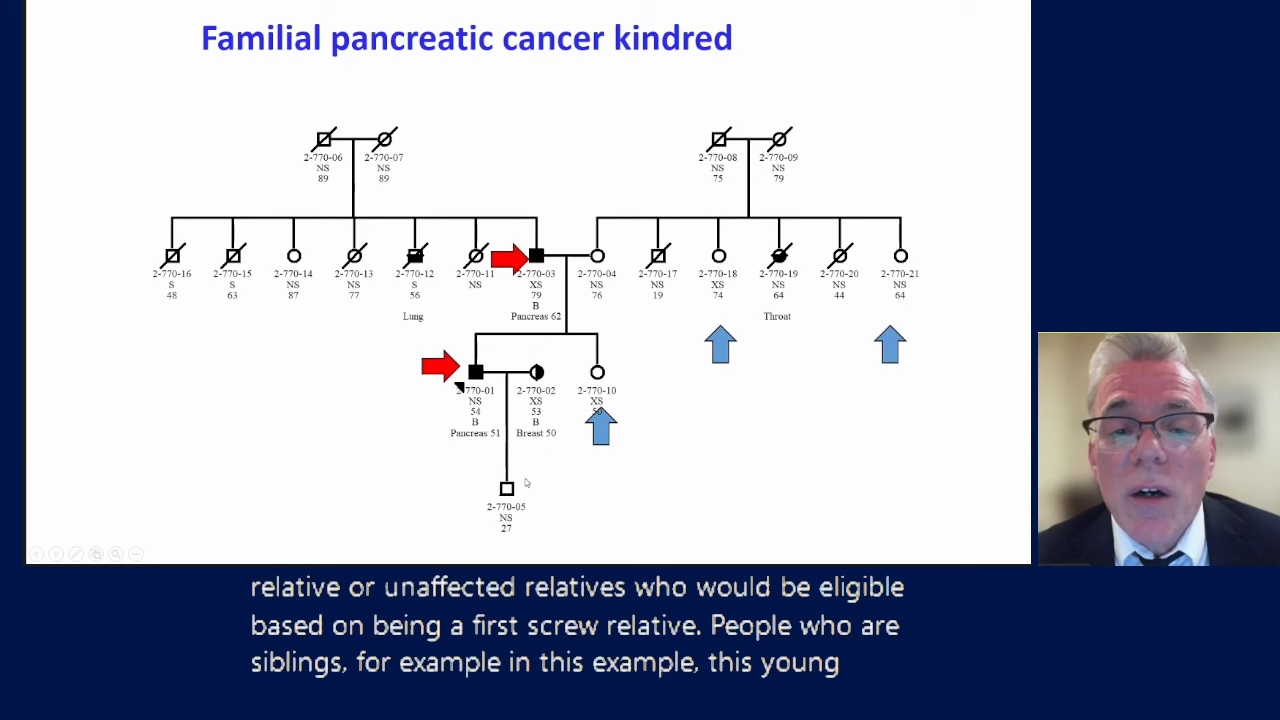 Familial pancreatic cancer kindred
2-770-06 2-770-07 2-770-08 2-770-09
NS NS NS NS
89 89 75 79
2-770-16 2-770-15 2-770-14 2-770-13 2-770-12 2-770-11 2-770-03 2-770-04 2-770-17 2-770-18 2-770-19 2-770-20 2-770-21
S S NS NS S NS XS NS NS XS NS NS NS
48 63 87 77 56 79 76 19 74 64 44 64
B
Lung Pancreas 62 Throat
2-770-01 2-770-02 2-770-10
NS XS XS
54 53
B B
Pancreas 51 Breast 50
2-770-05
NS
27
relative or unaffected relatives who would be eligible
based on being a first screw relative. People who are
siblings, for example in this example, this young